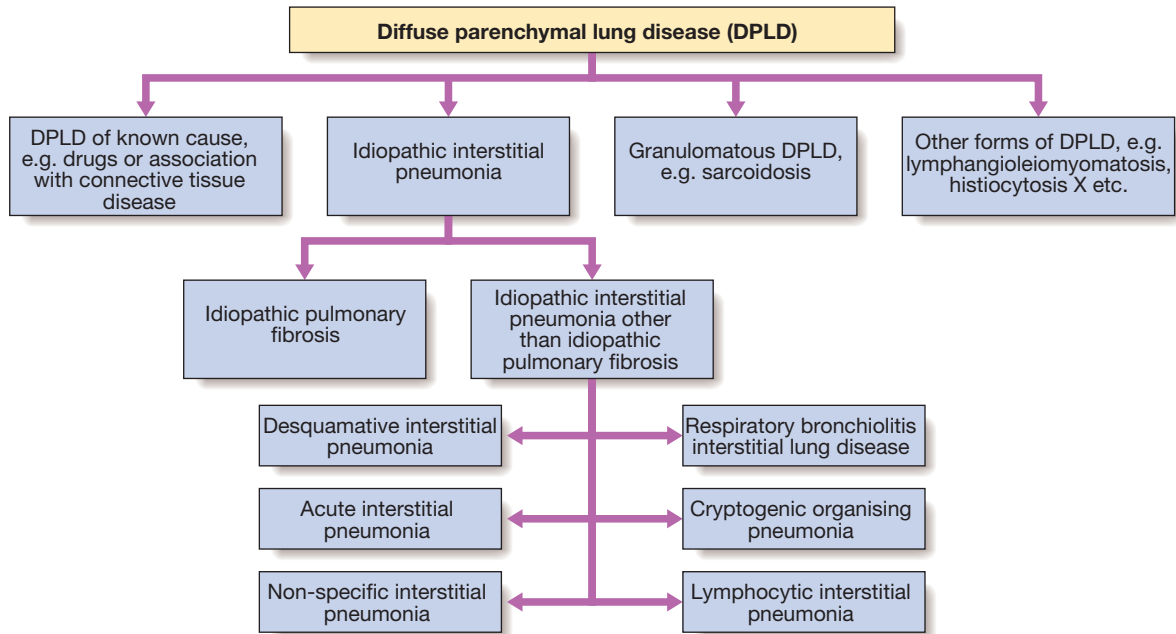 Diffuse parenchymal lung disease (DPLD)
DPLD of known cause,
e.g. drugs or association
with connective tissue
disease
Idiopathic interstitial
pneumonia
Granulomatous DPLD,
e.g. sarcoidosis
Other forms of DPLD, e.g.
lymphangioleiomyomatosis,
histiocytosis X etc.
Idiopathic pulmonary
fibrosis
Idiopathic interstitial
pneumonia other
than idiopathic
pulmonary fibrosis
Desquamative interstitial
pneumonia
Respiratory bronchiolitis
interstitial lung disease
Acute interstitial
pneumonia
Cryptogenic organising
pneumonia
Non-specific interstitial
pneumonia
Lymphocytic interstitial
pneumonia